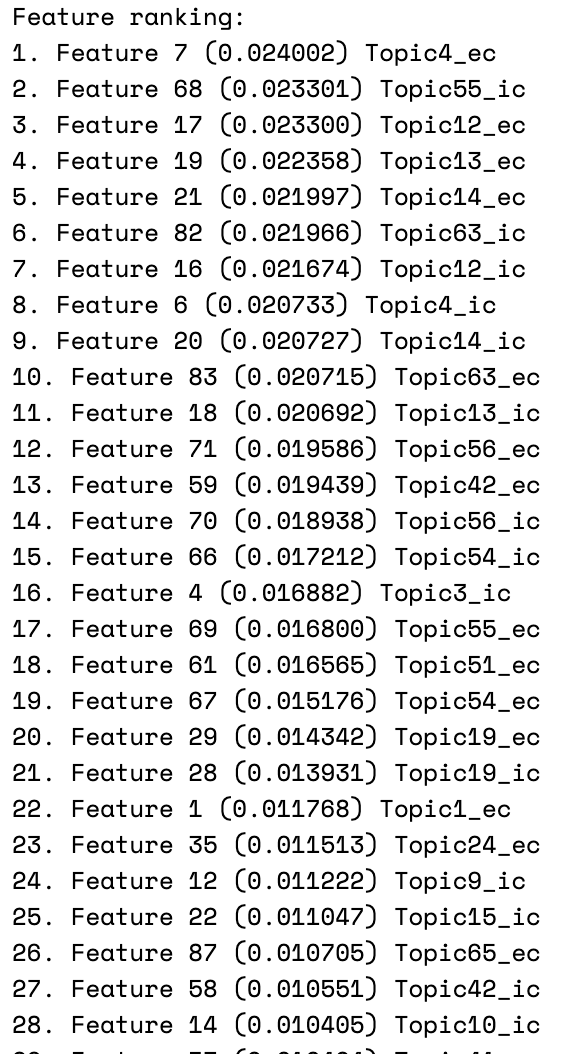 Feature ranking:
1. Feature 7 (0.024002) Topic4_ec
2. Feature 68 (0.023301) Topic55_ic
3. Feature 17 (0.023300) Topic12_ec
4. Feature 19 (0.022358) Topic13_ec
5. Feature 21 (0.021997) Topic14_ec
6. Feature 82 (0.021966) Topic63_ic
7. Feature 16 (0.021674) Topic12_ic
8. Feature 6 (0.020733) Topic4_ic
9. Feature 20 (0.020727) Topic14_ic
10. Feature 83 (0.020715) Topic63_ec
11. Feature 18 (0.020692) Topic13_ic
12. Feature 71 (0.019586) Topic56_ec
13. Feature 59 (0.019439) Topic42_ec
14. Feature 70 (0.018938) Topic56_ic
15. Feature 66 (0.017212) Topic54_ic
16. Feature 4 (0.016882) Topic3_ic
17. Feature 69 (0.016800) Topic55_ec
18. Feature 61 (0.016565) Topic51_ec
19. Feature 67 (0.015176) Topic54_ec
20. Feature 29 (0.014342) Topic19_ec
21. Feature 28 (0.013931) Topic19_ic
22. Feature 1 (0.011768) Topic1_ec
23. Feature 35 (0.011513) Topic24_ec
24. Feature 12 (0.011222) Topic9_ic
25. Feature 22 (0.011047) Topic15_ic
26. Feature 87 (0.010705) Topic65_ec
27. Feature 58 (0.010551) Topic42_ic
28. Feature 14 (0.010405) Topic10_ic